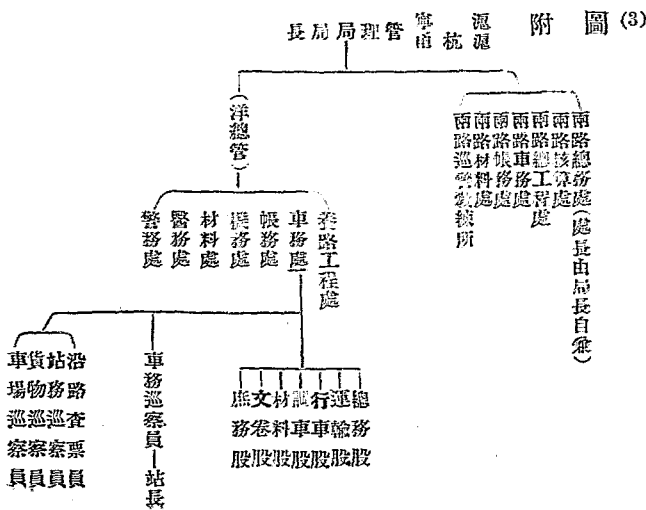 附圖(3)
滬寧
滬杭甬
管理局局長
兩路總務處(處長由局長自兼)
兩路核算處
兩路總工程處
兩路車務處
兩路帳務處
兩路材料處
兩路巡警教練所
(洋總管)
養路工程處
車務處
帳務處
機務處
材料處
醫務處
警務處
總務股
運輸股
行車股
調車股
材料股
文卷股
庶務股
車務巡察員—站長
沿路查票員
站務巡察員
貨物巡察員
車場巡察員